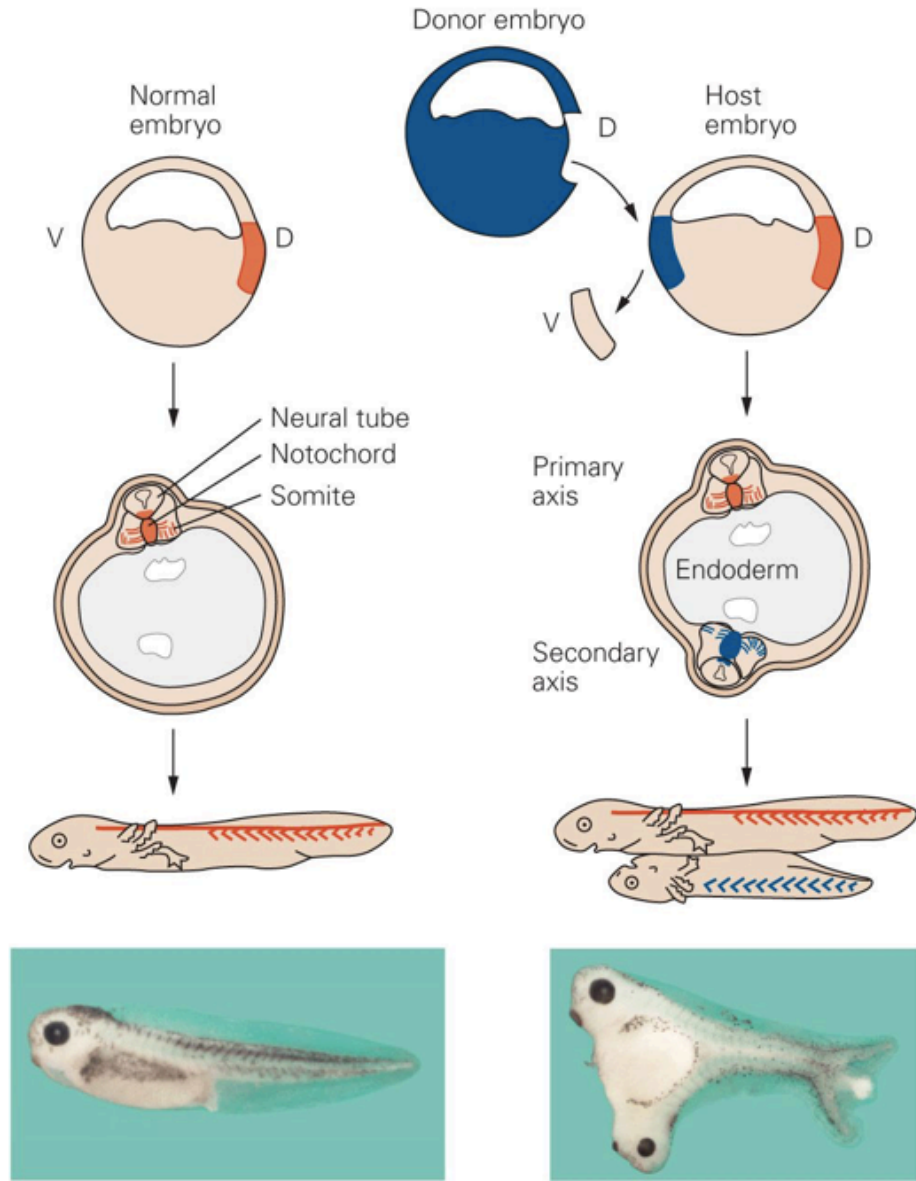 Donor embryo
Normal
embryo
Host
embryo
D
V
D
D
V
Neural tube
Notochord
Somite
Primary
axis
Endoderm
Secondary
axis